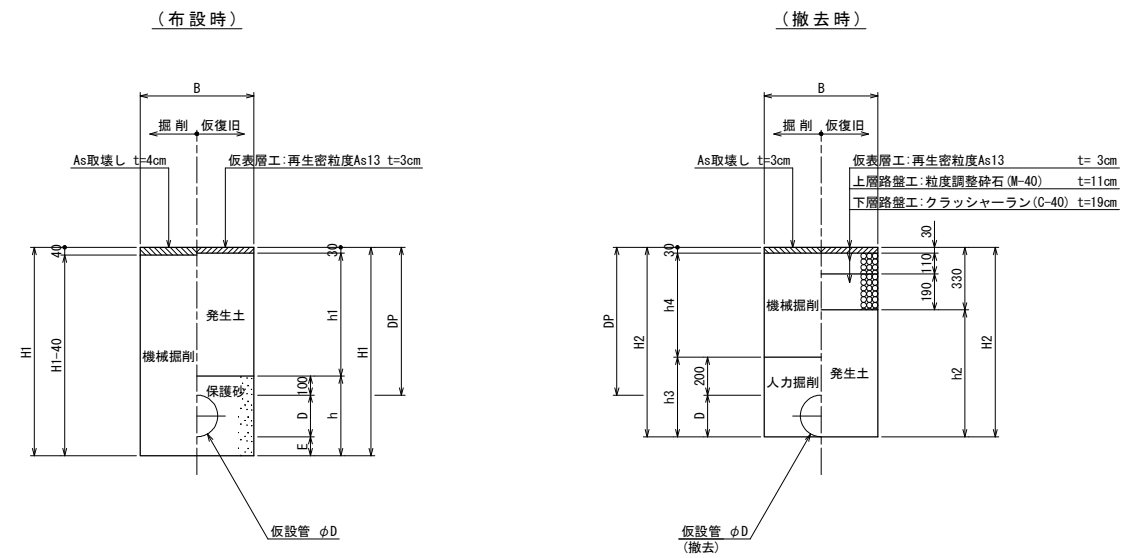 (布設時)
B
掘削 仮復旧
As取壊し t=4cm
仮表層工:再生密粒度As13 t=3cm
40
30
H1
H1-40
機械掘削
発生土
保護砂
h1
DP
H1
100
D
h
E
仮設管 φD
(撤去時)
B
掘削 仮復旧
As取壊し t=3cm
仮表層工:再生密粒度As13 t= 3cm
上層路盤工:粒度調整砕石(M-40) t=11cm
下層路盤工:クラッシャーラン(C-40) t=19cm
30
30
110
190
330
DP
H2
h4
機械掘削
200
h3
D
人力掘削
発生土
h2
H2
仮設管 φD
(撤去)